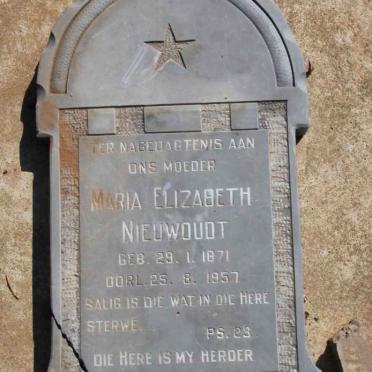 TER NAGEDAGTENIS AAN
ONS MOEDER
MARIA ELIZABETH
NIEUWOUDT
GEB. 29. 1. 1871
OORL. 25. 8. 1957
SALIG IS DIE WAT IN DIE HERE
STERWE... PS. 23
DIE HERE IS MY HERDER